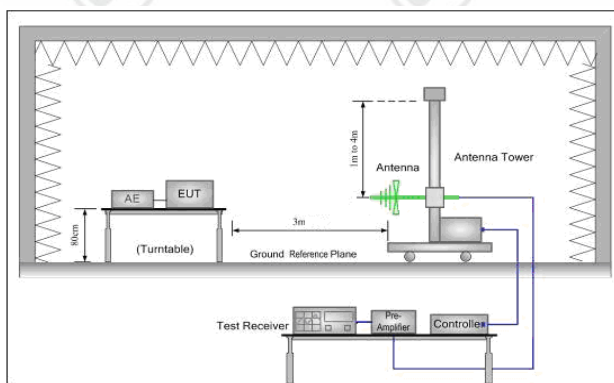 1m to 4m
Antenna
Antenna Tower
AE
EUT
3m
80cm
(Turntable)
Ground Reference Plane
Test Receiver
Pre-
Amplifier
Controller